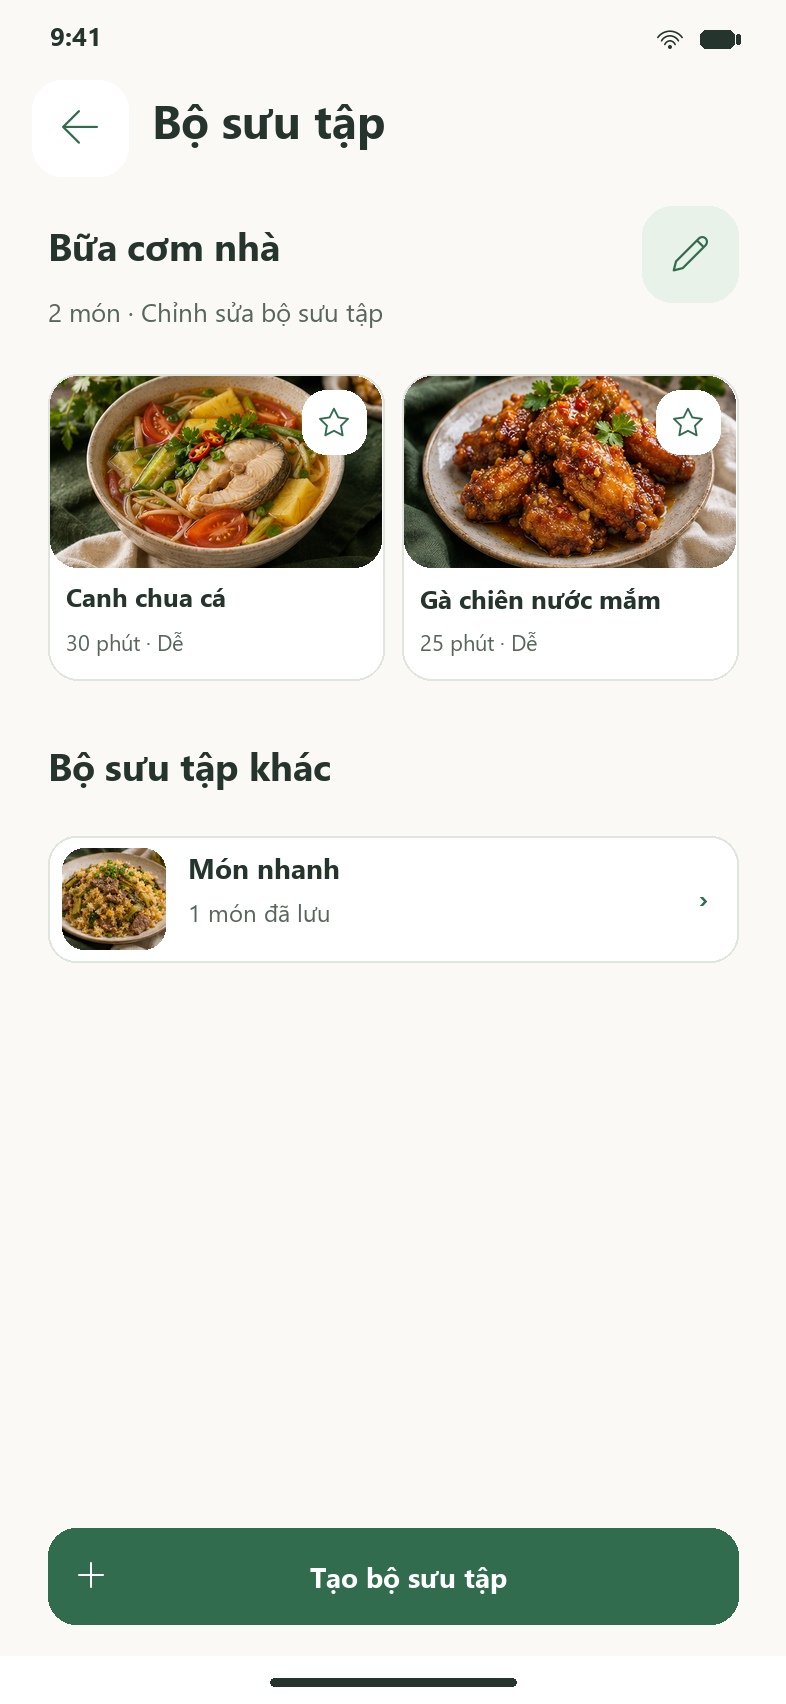 9:41
Bộ sưu tập
Bữa cơm nhà
2 món · Chỉnh sửa bộ sưu tập
Canh chua cá
30 phút · Dễ
Gà chiên nước mắm
25 phút · Dễ
Bộ sưu tập khác
Món nhanh
1 món đã lưu
Tạo bộ sưu tập